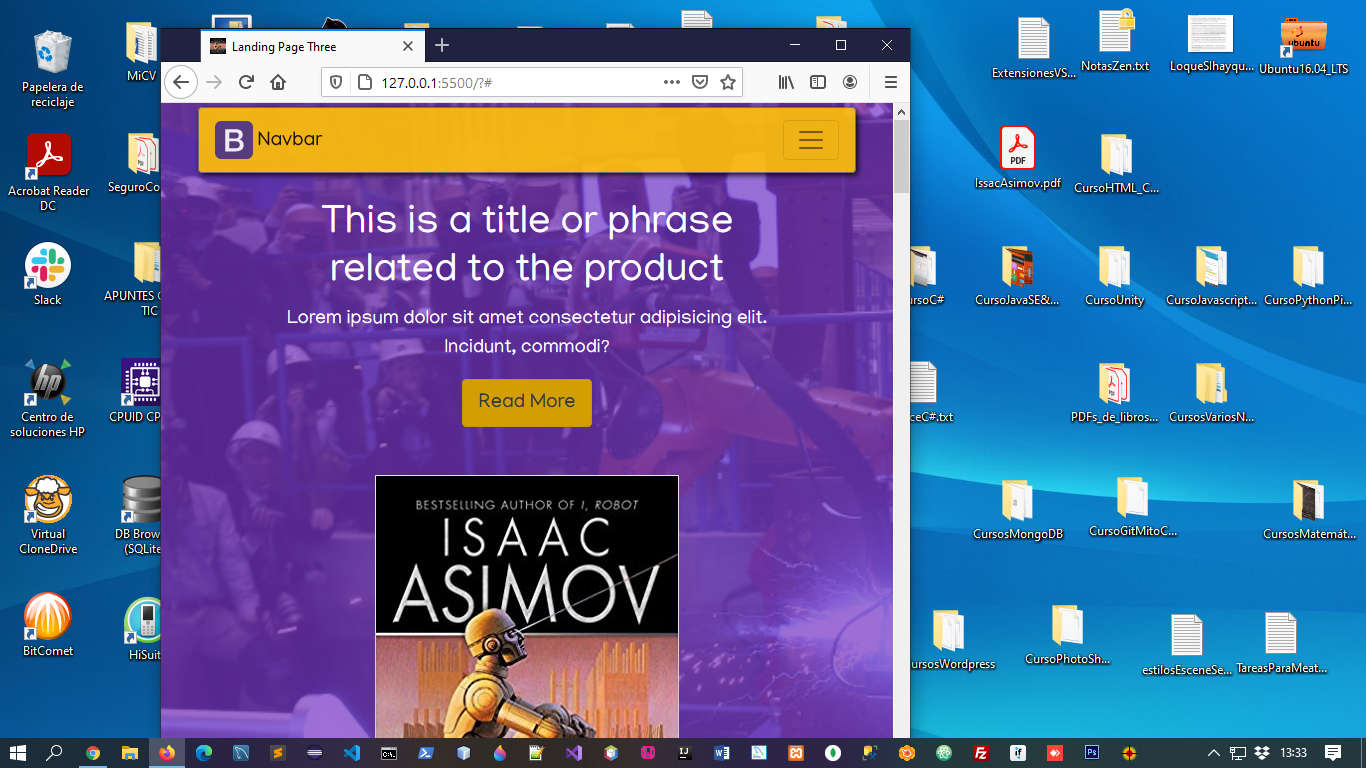 Papelera de
reciclaje
MiCV
Acrobat Reader
DC
SeguroCo...
Slack
APUNTES
TIC
Centro de
soluciones HP
CPUID CP
Virtual
CloneDrive
DB Brow
(SQLite
BitComet
HiSuit
Landing Page Three
127.0.0.1:5500/?#
B Navbar
This is a title or phrase
related to the product
Lorem ipsum dolor sit amet consectetur adipisicing elit.
Incidunt, commodi?
Read More
BESTSELLING AUTHOR OF I, ROBOT
ISAAC
ASIMOV
ExtensionesVS...
NotasZen.txt
LoqueSIhayqu...
ubuntu
Ubuntu16.04_LTS
PDF
IssacAsimov.pdf
CursoHTML_C...
ursoC#
CursoJavaSE&...
CursoUnity
CursoJavascript...
CursoPythonPi...
ceC#.txt
PDFs_de_libros...
CursosVariosN...
CursosMongoDB
CursoGitMitoC...
CursosMatemát...
ursosWordpress
CursoPhotoSh...
estilosEsceneSe...
TareasParaMeat...
13:33